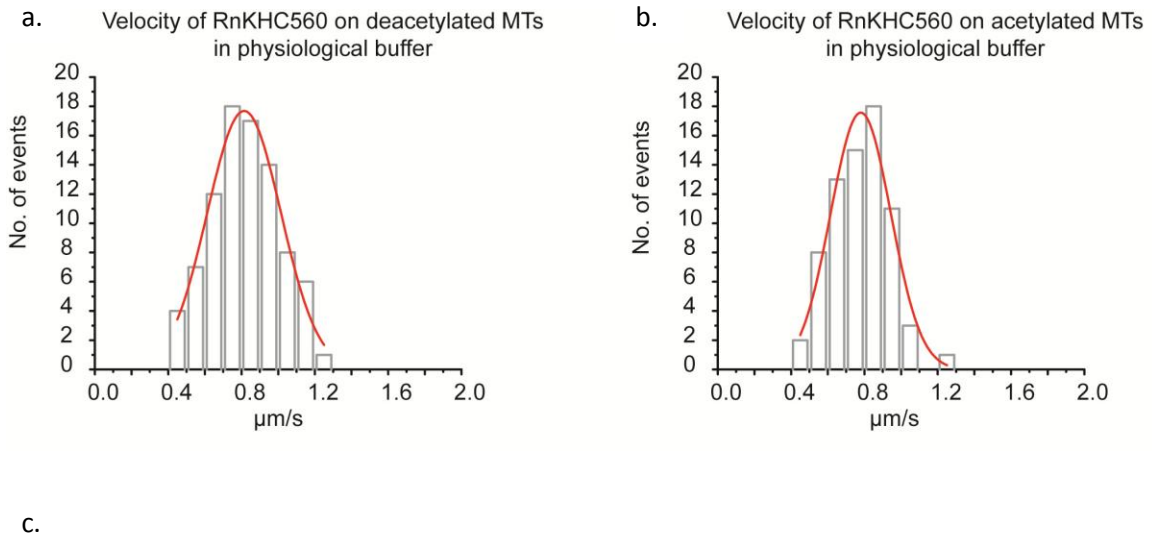 a.
Velocity of RnKHC560 on deacetylated MTs
in physiological buffer
No. of events
20
18
16
14
12
10
8
6
4
2
0
0.0 0.4 0.8 1.2 1.6 2.0
µm/s
b.
Velocity of RnKHC560 on acetylated MTs
in physiological buffer
No. of events
20
18
16
14
12
10
8
6
4
2
0
0.0 0.4 0.8 1.2 1.6 2.0
µm/s
c.